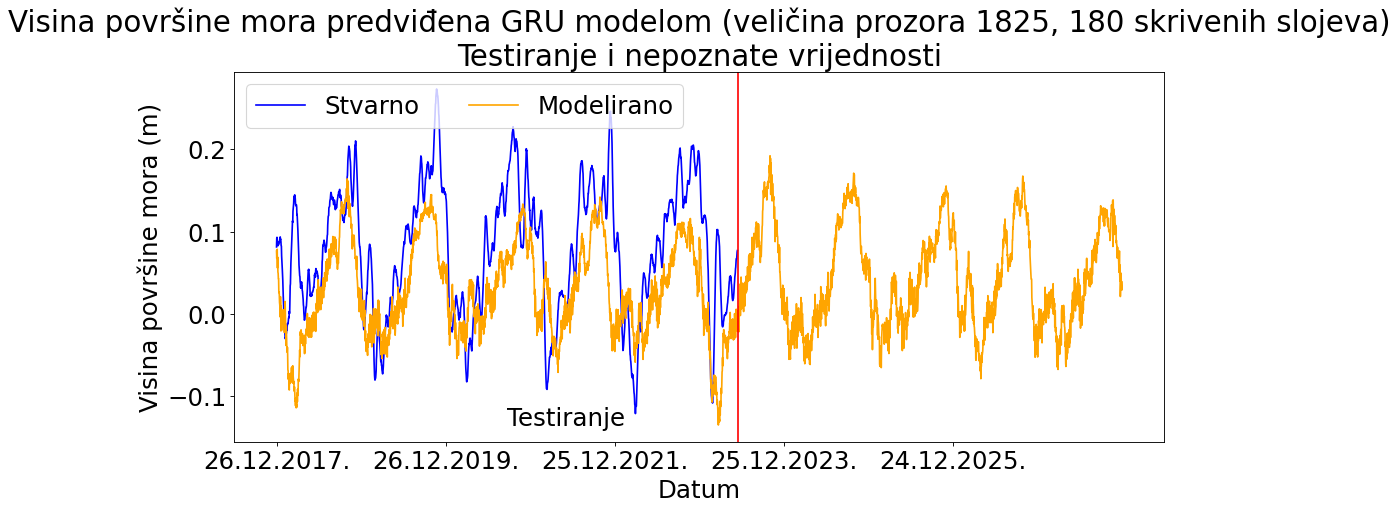 Visina površine mora predviđena GRU modelom (veličina prozora 1825, 180 skrivenih slojeva)
Testiranje i nepoznate vrijednosti
Stvarno
Modelirano
Visina površine mora (m)
0.2
0.1
0.0
−0.1
Testiranje
26.12.2017.
26.12.2019.
25.12.2021.
25.12.2023.
24.12.2025.
Datum